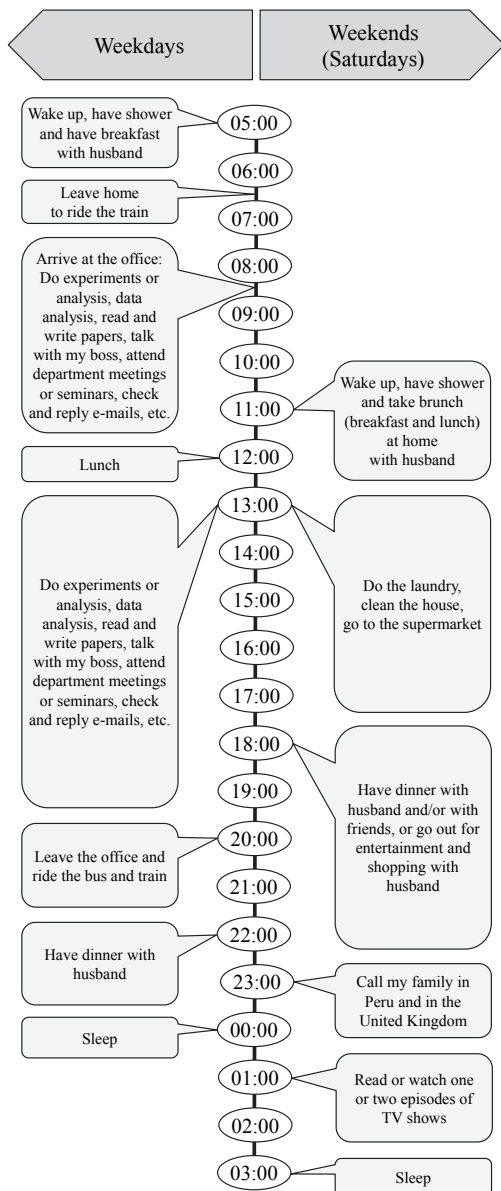 Weekdays
Weekends
(Saturdays)
Wake up, have shower
and have breakfast
with husband
05:00
06:00
Leave home
to ride the train
07:00
Arrive at the office:
Do experiments or
analysis, data
analysis, read and
write papers, talk
with my boss, attend
department meetings
or seminars, check
and reply e-mails, etc.
08:00
09:00
10:00
11:00
Wake up, have shower
and take brunch
(breakfast and lunch)
at home
with husband
Lunch
12:00
13:00
Do experiments or
analysis, data
analysis, read and
write papers, talk
with my boss, attend
department meetings
or seminars, check
and reply e-mails, etc.
Do the laundry,
clean the house,
go to the supermarket
14:00
15:00
16:00
17:00
18:00
Have dinner with
husband and/or with
friends, or go out for
entertainment and
shopping with
husband
19:00
20:00
Leave the office and
ride the bus and train
21:00
22:00
Have dinner with
husband
23:00
Call my family in
Peru and in the
United Kingdom
Sleep
00:00
01:00
Read or watch one
or two episodes of
TV shows
02:00
03:00
Sleep